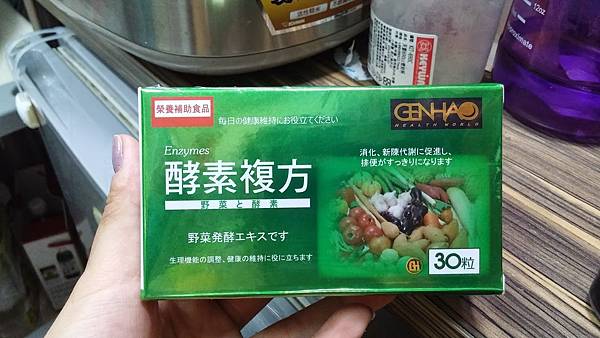 榮養補助食品
毎日の健康維持にお役立てください
GENHAO
HEALTH WORLD
Enzymes
酵素複方
野菜と酵素
消化、新陳代謝に促進し、
排便がすっきりになります
野菜発酵エキスです
生理機能の調整、健康の維持に役に立ちます
GH
30粒
12oz